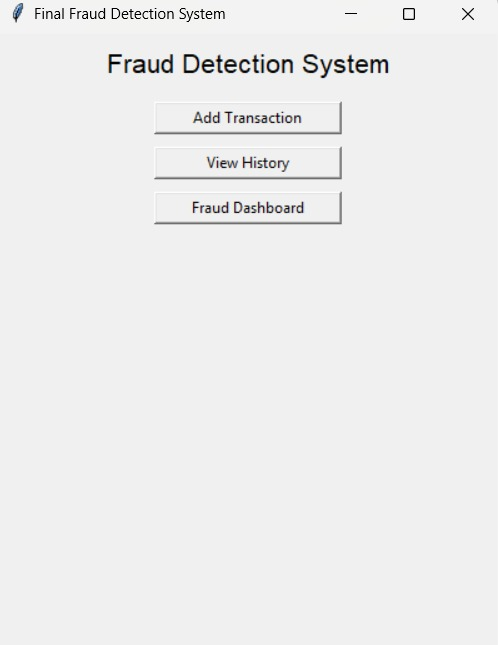 Final Fraud Detection System
Fraud Detection System
Add Transaction
View History
Fraud Dashboard